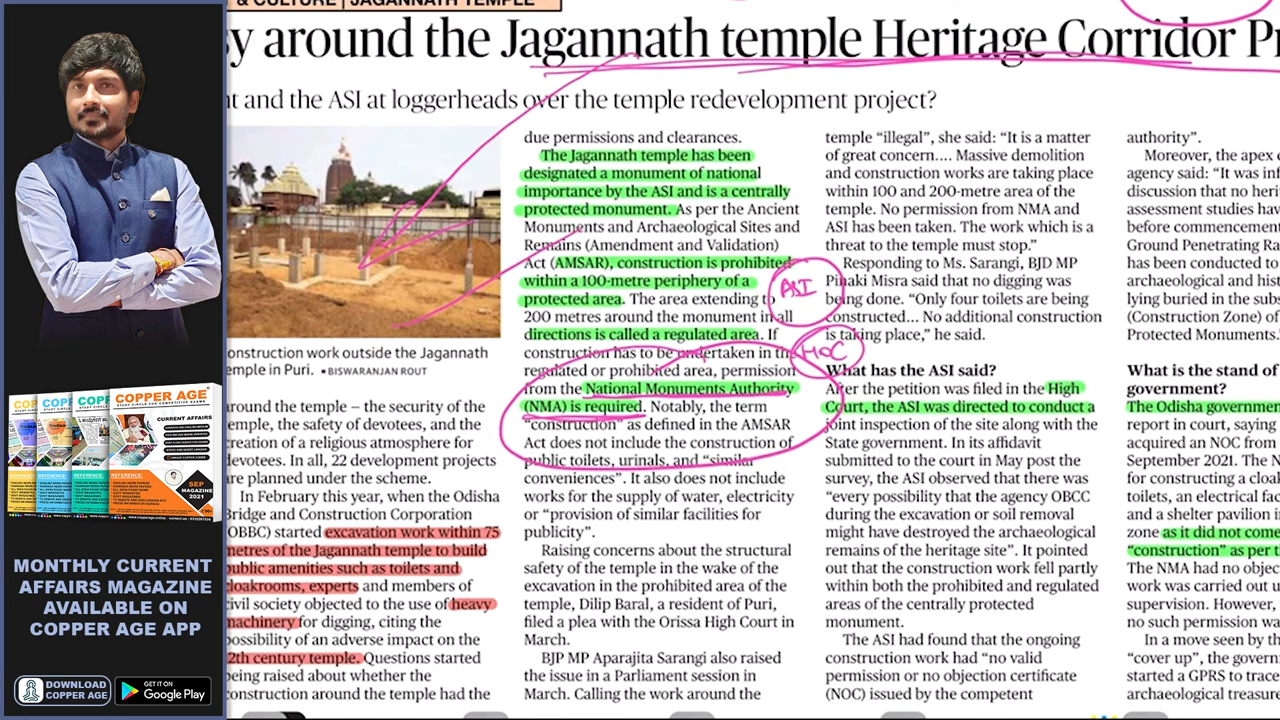 & CULTURE | JAGANNATH TEMPLE
sy around the Jagannath temple Heritage Corridor Pr
nt and the ASI at loggerheads over the temple redevelopment project?
onstruction work outside the Jagannath
emple in Puri. • BISWARANJAN ROUT
around the temple – the security of the
temple, the safety of devotees, and the
creation of a religious atmosphere for
devotees. In all, 22 development projects
are planned under the scheme.
In February this year, when the Odisha
Bridge and Construction Corporation
(OBBC) started excavation work within 75
metres of the Jagannath temple to build
public amenities such as toilets and
cloakrooms, experts and members of
civil society objected to the use of heavy
machinery for digging, citing the
possibility of an adverse impact on the
12th century temple. Questions started
being raised about whether the
construction around the temple had the
due permissions and clearances.
The Jagannath temple has been
designated a monument of national
importance by the ASI and is a centrally
protected monument. As per the Ancient
Monuments and Archaeological Sites and
Remains (Amendment and Validation)
Act (AMSAR), construction is prohibited
within a 100-metre periphery of a
protected area. The area extending to
200 metres around the monument in all
directions is called a regulated area. If
construction has to be undertaken in the
regulated or prohibited area, permission
from the National Monuments Authority
(NMA) is required. Notably, the term
"construction" as defined in the AMSAR
Act does not include the construction of
public toilets, urinals, and "similar
conveniences". It also does not include
works for the supply of water, electricity
or "provision of similar facilities for
publicity".
Raising concerns about the structural
safety of the temple in the wake of the
excavation in the prohibited area of the
temple, Dilip Baral, a resident of Puri,
filed a plea with the Orissa High Court in
March.
BJP MP Aparajita Sarangi also raised
the issue in a Parliament session in
March. Calling the work around the
temple "illegal", she said: "It is a matter
of great concern.... Massive demolition
and construction works are taking place
within 100 and 200-metre area of the
temple. No permission from NMA and
ASI has been taken. The work which is a
threat to the temple must stop."
Responding to Ms. Sarangi, BJD MP
Pinaki Misra said that no digging was
being done. "Only four toilets are being
constructed... No additional construction
is taking place," he said.
What has the ASI said?
After the petition was filed in the High
Court, the ASI was directed to conduct a
joint inspection of the site along with the
State government. In its affidavit
submitted to the court in May post the
survey, the ASI observed that there was
every possibility that the agency OBCC
during the excavation or soil removal
might have destroyed the archaeological
remains of the heritage site". It pointed
out that the construction work fell partly
within both the prohibited and regulated
areas of the centrally protected
monument.
The ASI had found that the ongoing
construction work had "no valid
permission or no objection certificate
(NOC) issued by the competent
authority".
Moreover, the apex
agency said: "It was inf
discussion that no heri
assessment studies hav
before commencement
Ground Penetrating Ra
has been conducted to
archaeological and hist
lying buried in the sub
(Construction Zone) of
Protected Monuments.
What is the stand of
government?
The Odisha governmen
report in court, saying
acquired an NOC from
September 2021. The
for constructing a cloak
toilets, an electrical
and a shelter pavilion i
zone as it did not come
"construction" as per t
The NMA had no objec
work was carried out u
supervision. However,
no such permission wa
In a move seen by th
"cover up", the govern
started a GPRS to trace
archaeological treasure
ASI
HoC
COPPER AGE
CURRENT
AFFAIRS
SEP
MAGAZINE
2021
REFERENCE:
MONTHLY CURRENT
AFFAIRS MAGAZINE
AVAILABLE ON
COPPER AGE APP
DOWNLOAD
COPPER AGE
GET IT ON
Google Play